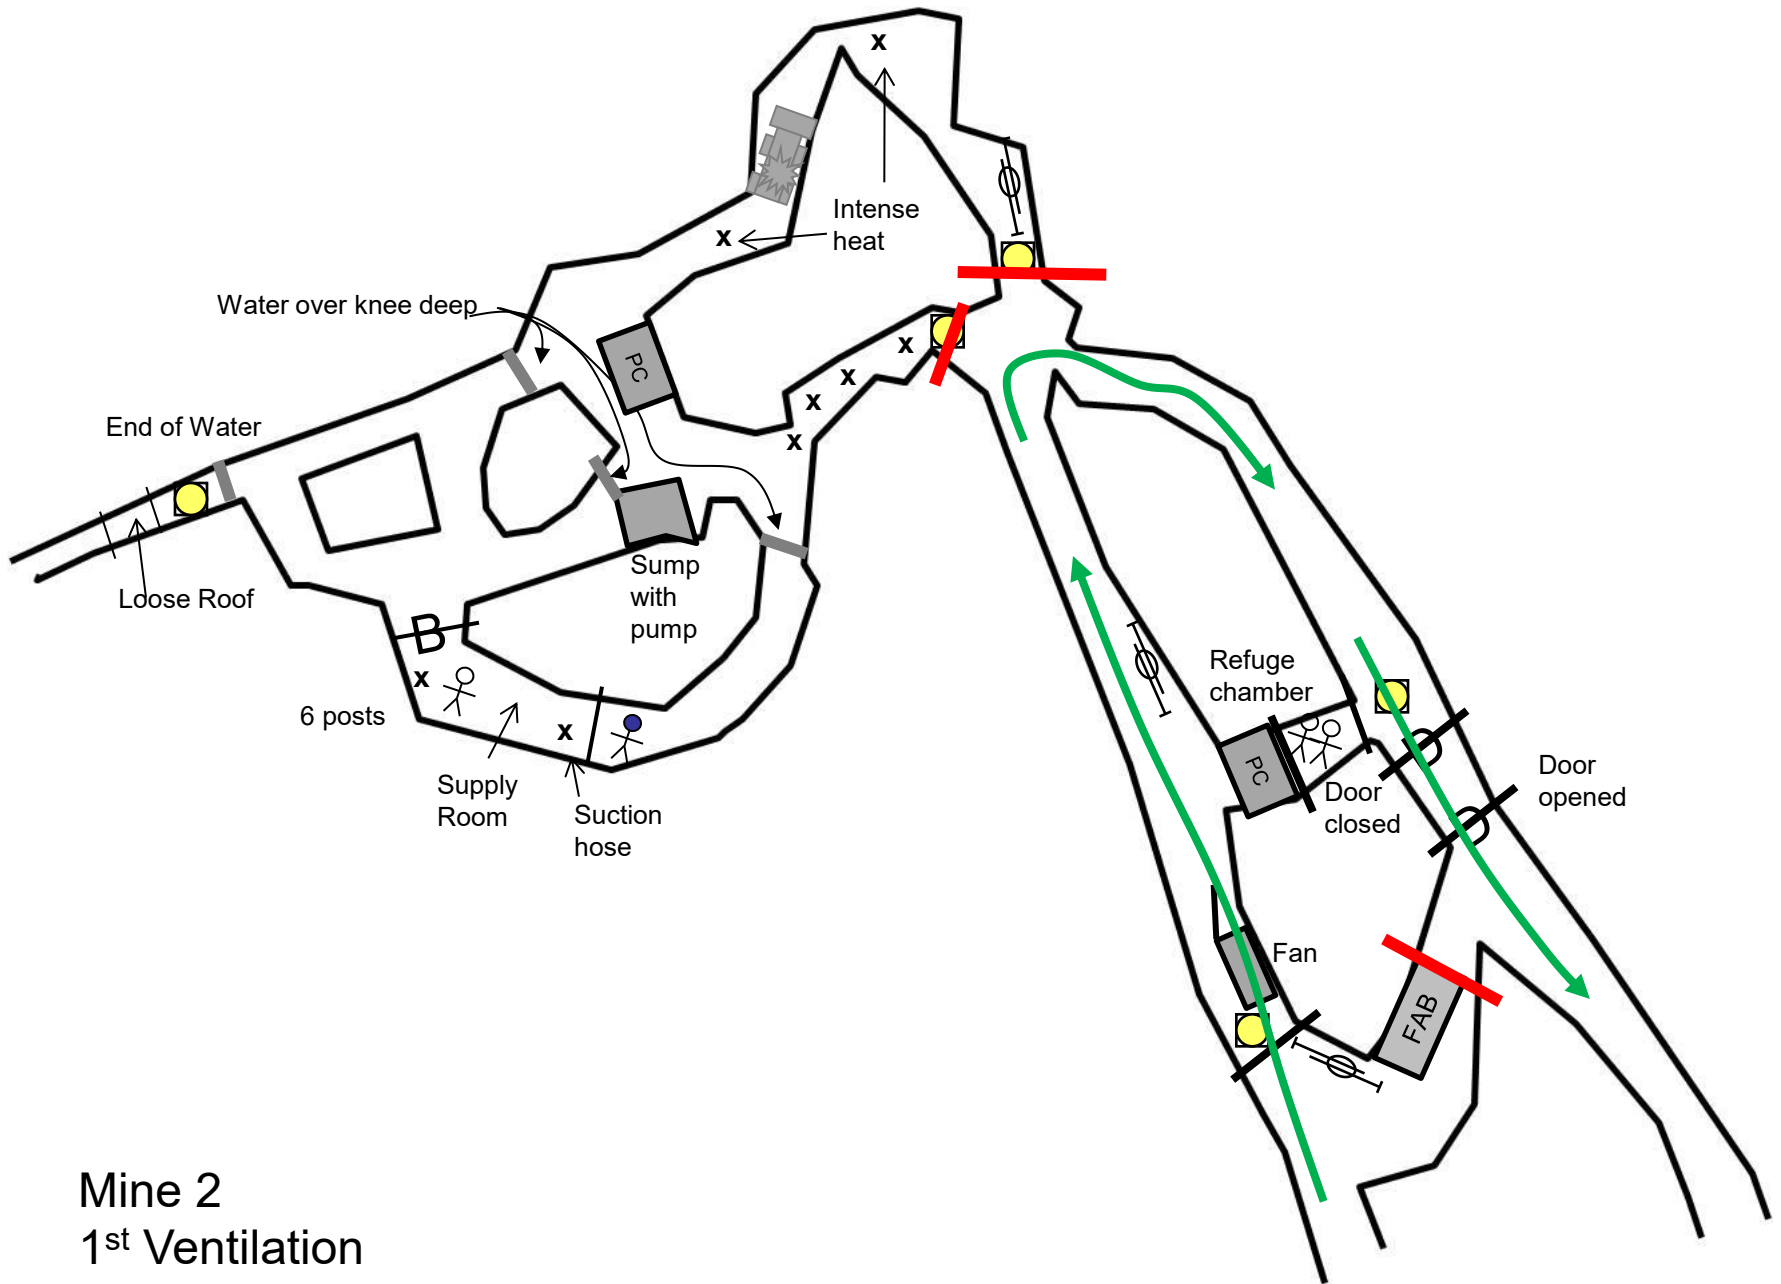 x
Intense
heat
x
Water over knee deep
PC
x
x
x
x
End of Water
Loose Roof
Sump
with
pump
B
x
6 posts
x
Supply
Room
Suction
hose
Refuge
chamber
PC
Door
closed
D
D
Door
opened
Fan
FAB
Mine 2
1st Ventilation